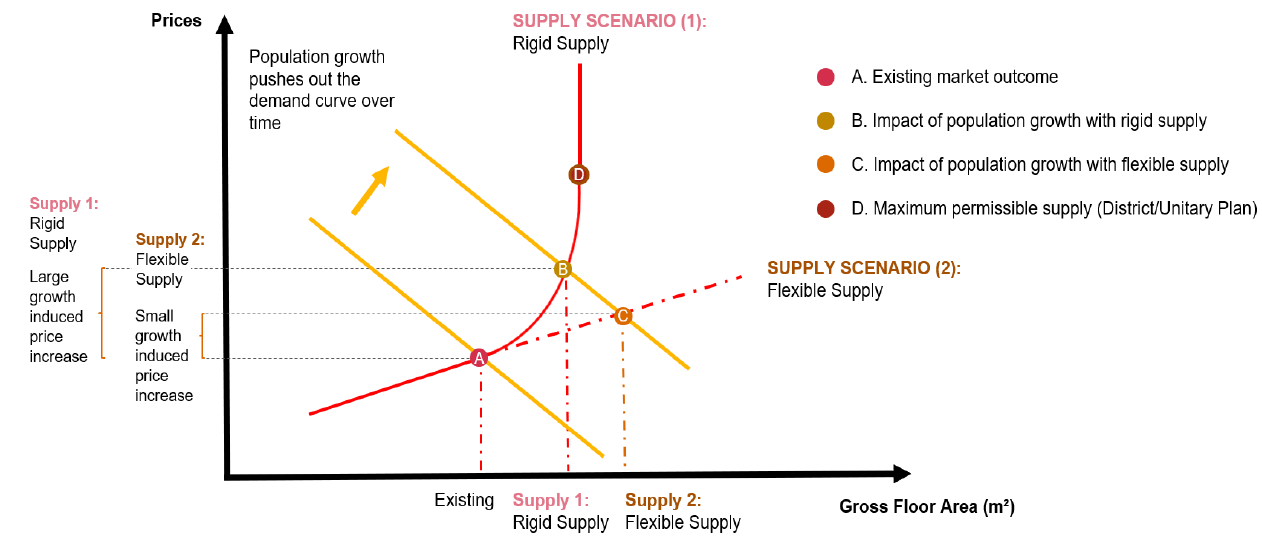 Prices
SUPPLY SCENARIO (1):
Rigid Supply
Population growth
pushes out the
demand curve over
time
A. Existing market outcome
B. Impact of population growth with rigid supply
C. Impact of population growth with flexible supply
D. Maximum permissible supply (District/Unitary Plan)
D
Supply 1:
Rigid
Supply
Large
growth
induced
price
increase
Supply 2:
Flexible
Supply
Small
growth
induced
price
increase
B
SUPPLY SCENARIO (2):
Flexible Supply
C
A
Existing
Supply 1:
Rigid Supply
Supply 2:
Flexible Supply
Gross Floor Area (m²)